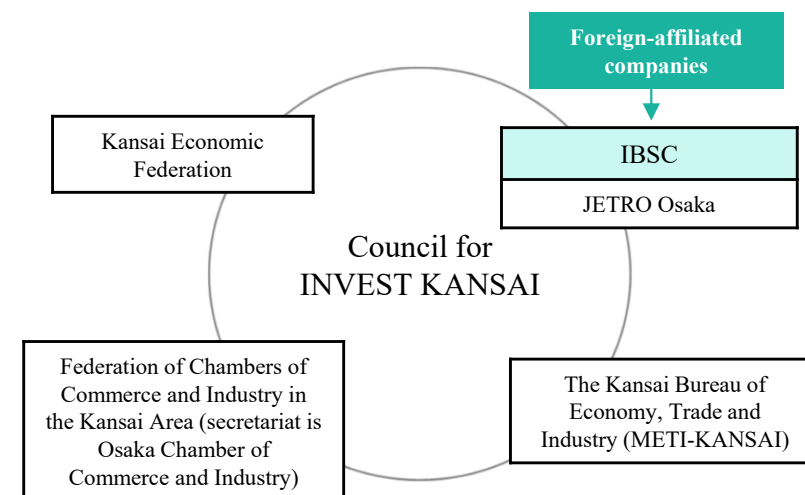 Foreign-affiliated
companies
IBSC
JETRO Osaka
Kansai Economic
Federation
Council for
INVEST KANSAI
Federation of Chambers of
Commerce and Industry in
the Kansai Area (secretariat is
Osaka Chamber of
Commerce and Industry)
The Kansai Bureau of
Economy, Trade and
Industry (METI-KANSAI)